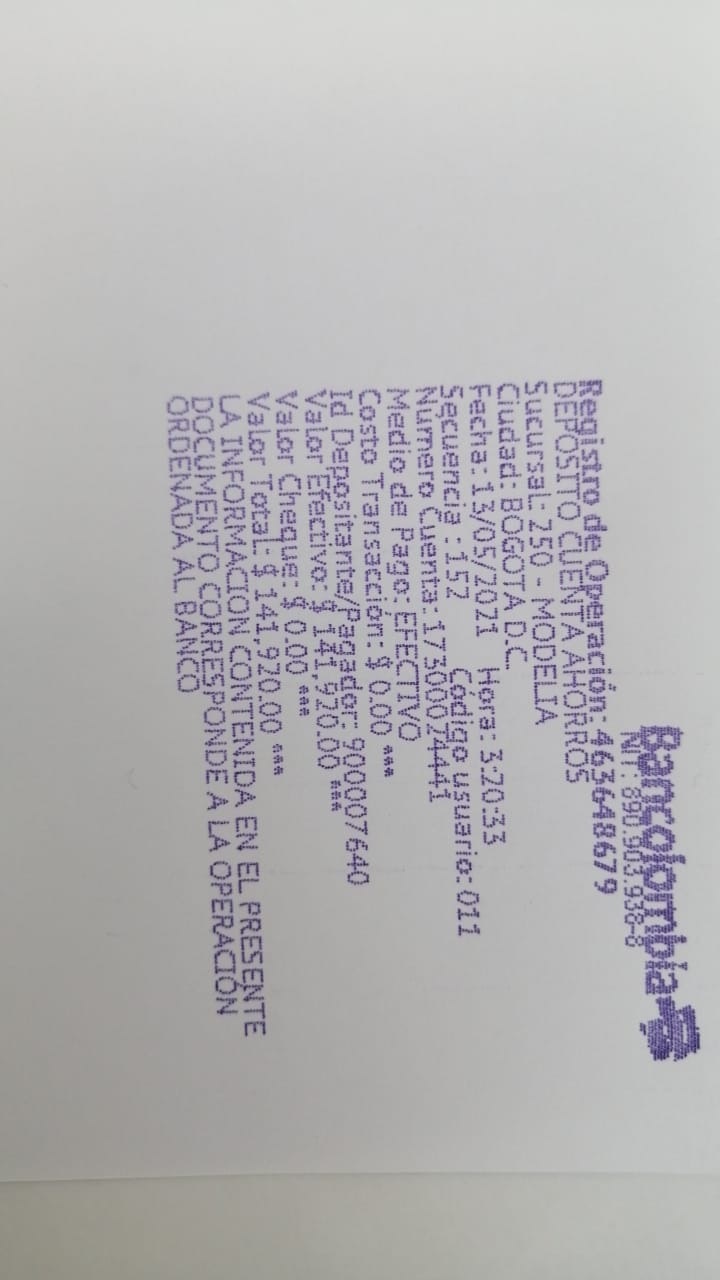 Bancolombia
NIT: 890.903.938-8
Registro de Operación: 463648679
DEPOSITO CUENTA AHORROS
Sucursal: 250 - MODELIA
Ciudad: BOGOTA D.C.
Fecha: 13/05/2021 Hora: 3:20:33
Secuencia : 152 Código usuario: 011
Numero Cuenta: 17300074441
Medio de Pago: EFECTIVO
Costo Transacción: $ 0.00 ***
Id Depositante/Pagador: 900007640
Valor Efectivo: $ 141,920.00 ***
Valor Cheque: $ 0.00 ***
Valor Total: $ 141,920.00 ***
LA INFORMACION CONTENIDA EN EL PRESENTE
DOCUMENTO CORRESPONDE A LA OPERACIÓN
ORDENADA AL BANCO